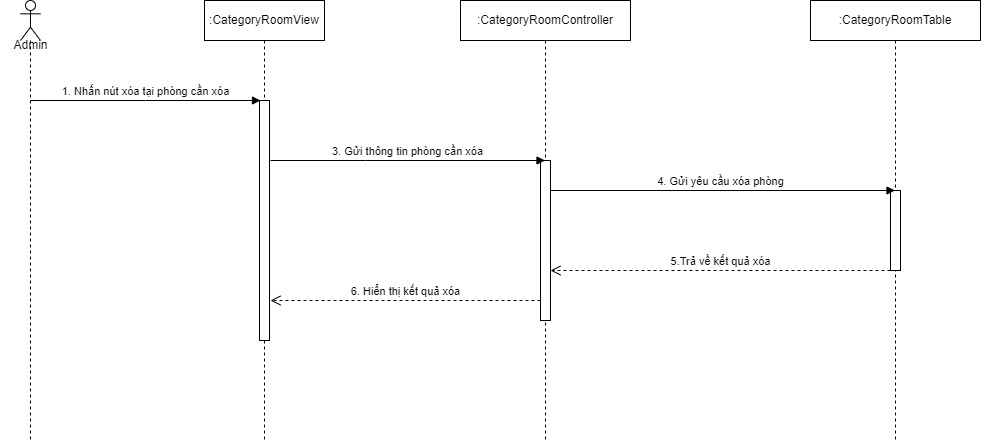 Admin
:CategoryRoomView
:CategoryRoomController
:CategoryRoomTable
1. Nhấn nút xóa tại phòng cần xóa
3. Gửi thông tin phòng cần xóa
4. Gửi yêu cầu xóa phòng
5.Trả về kết quả xóa
6. Hiển thị kết quả xóa